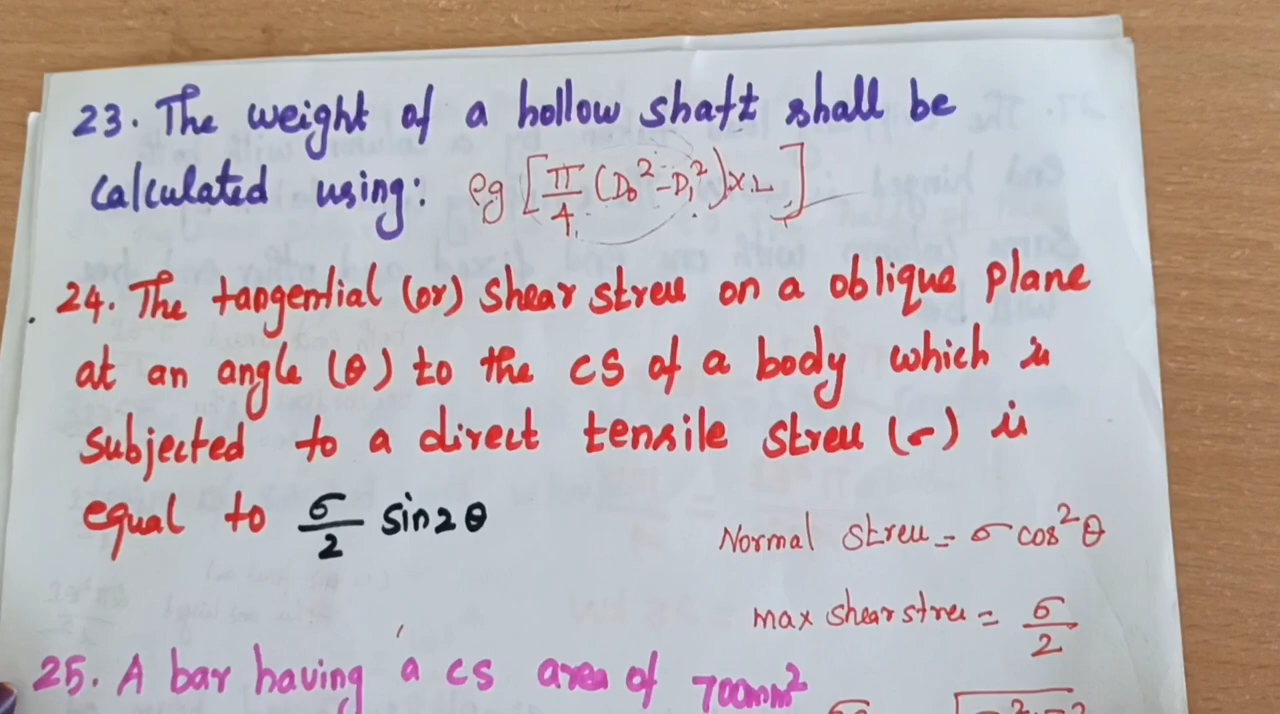 23. The weight of a hollow shaft shall be
calculated using: ρg [π/4 (D₀² - Dᵢ²) × L]
24. The tangential (or) shear stress on a oblique plane
at an angle (θ) to the cs of a body which is
subjected to a direct tensile stress (σ) is
equal to σ/2 sin2θ
Normal stress = σ cos²θ
max shear stress = σ/2
25. A bar having a cs area of 700mm²